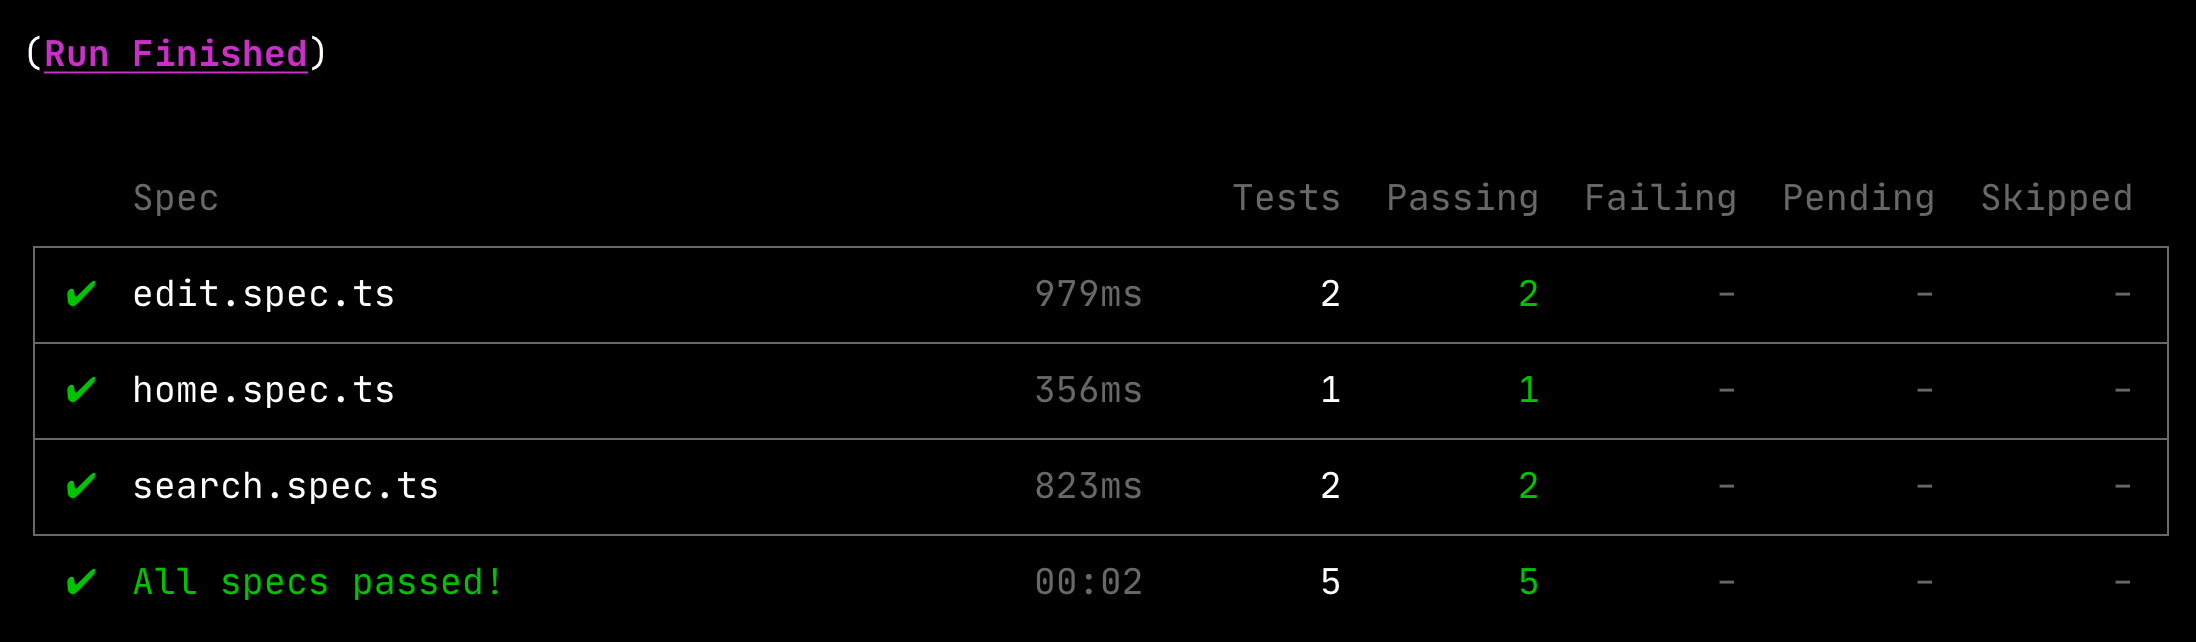 (Run Finished)
Spec Tests Passing Failing Pending Skipped
✔ edit.spec.ts 979ms 2 2 - - -
✔ home.spec.ts 356ms 1 1 - - -
✔ search.spec.ts 823ms 2 2 - - -
✔ All specs passed! 00:02 5 5 - - -